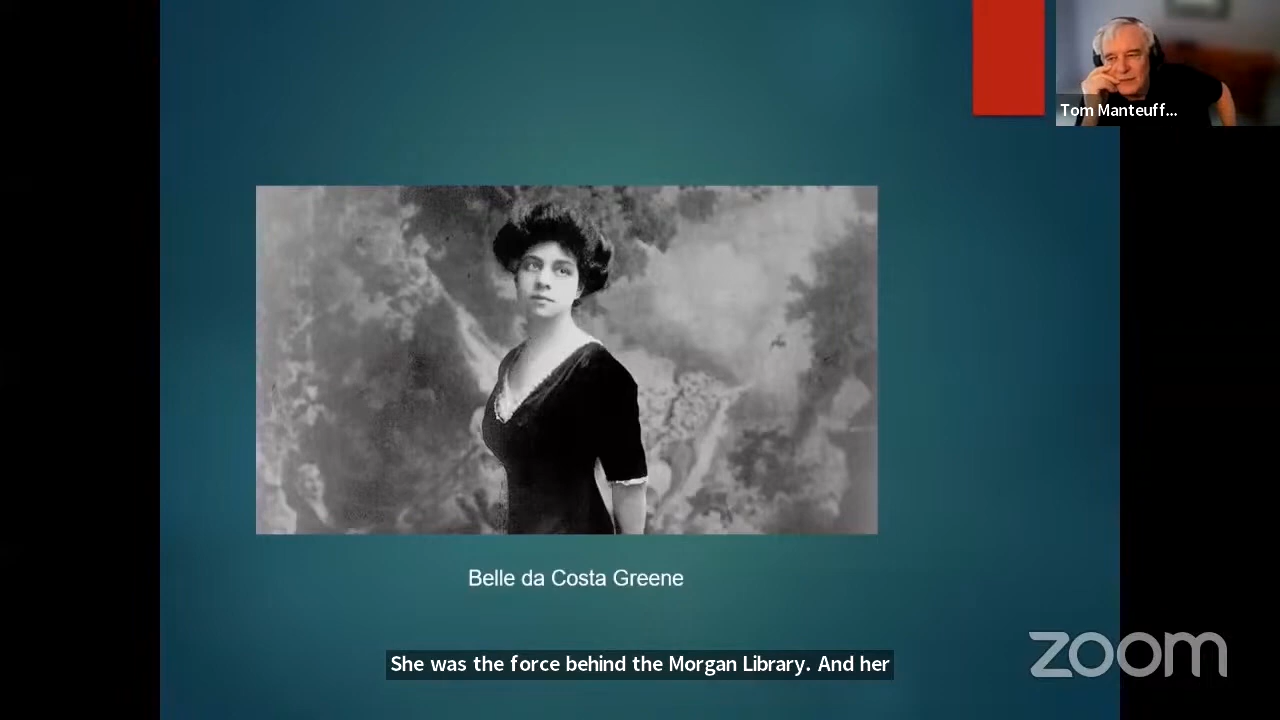 Tom Manteuff...
Belle da Costa Greene
She was the force behind the Morgan Library. And her
zoom